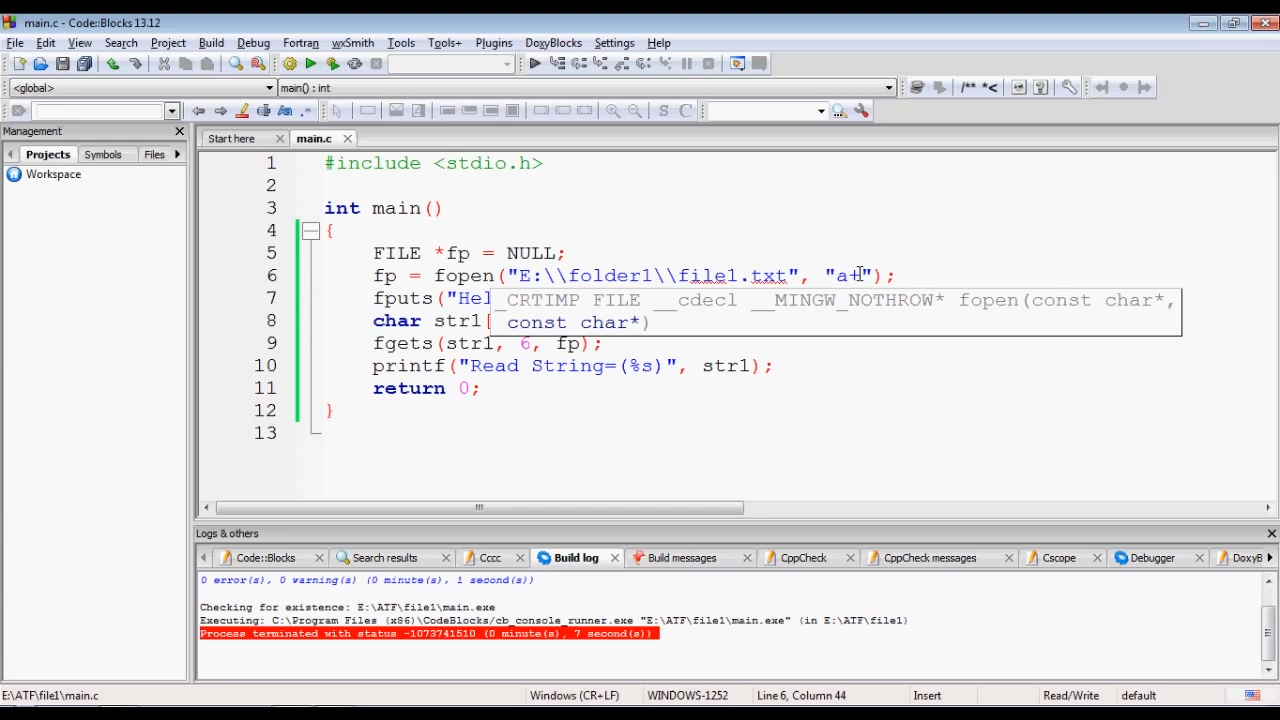 main.c - Code::Blocks 13.12
File Edit View Search Project Build Debug Fortran wxSmith Tools Tools+ Plugins DoxyBlocks Settings Help
<global> main() : int
/** *<
S C
Management
Projects Symbols Files
Workspace
Start here main.c
1 #include <stdio.h>
2
3 int main()
4 {
5 FILE *fp = NULL;
6 fp = fopen("E:\\folder1\\file1.txt", "a+");
7 fputs("Hel
_CRTIMP FILE __cdecl __MINGW_NOTHROW* fopen(const char*,
const char*)
8 char str1[
9 fgets(str1, 6, fp);
10 printf("Read String=(%s)", str1);
11 return 0;
12 }
13
Logs & others
Code::Blocks Search results Cccc Build log Build messages CppCheck CppCheck messages Cscope Debugger DoxyB
0 error(s), 0 warning(s) (0 minute(s), 1 second(s))
Checking for existence: E:\ATF\file1\main.exe
Executing: C:\Program Files (x86)\CodeBlocks/cb_console_runner.exe "E:\ATF\file1\main.exe" (in E:\ATF\file1)
Process terminated with status -1073741510 (0 minute(s), 7 second(s))
E:\ATF\file1\main.c Windows (CR+LF) WINDOWS-1252 Line 6, Column 44 Insert Read/Write default